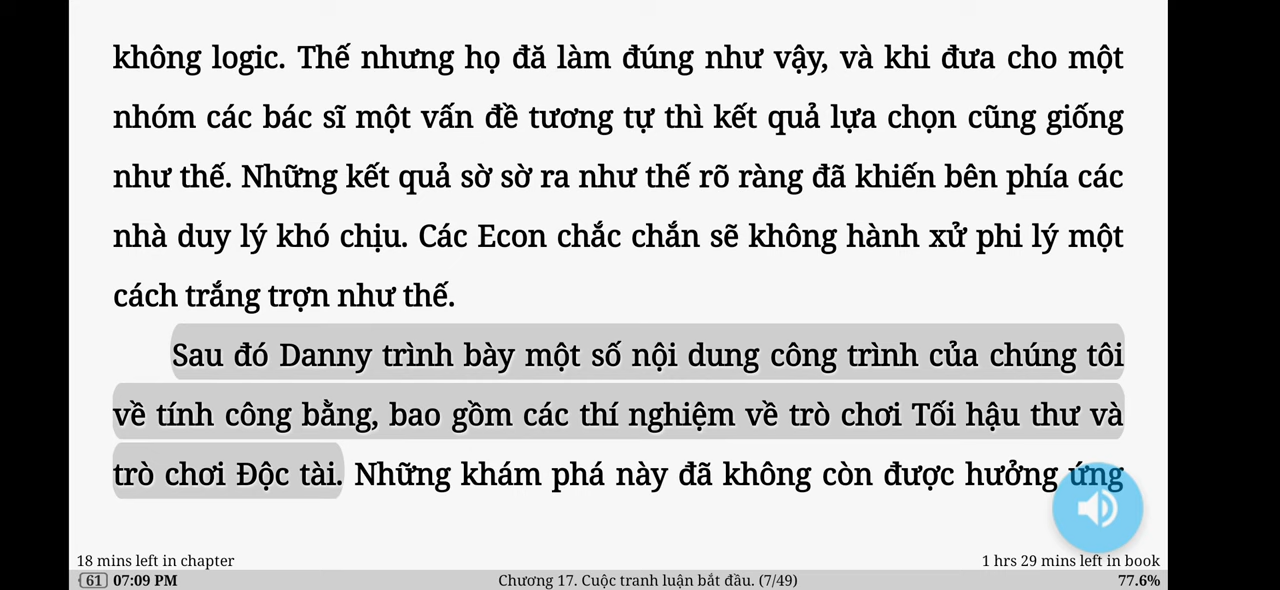 không logic. Thế nhưng họ đã làm đúng như vậy, và khi đưa cho một
nhóm các bác sĩ một vấn đề tương tự thì kết quả lựa chọn cũng giống
như thế. Những kết quả sờ sờ ra như thế rõ ràng đã khiến bên phía các
nhà duy lý khó chịu. Các Econ chắc chắn sẽ không hành xử phi lý một
cách trắng trợn như thế.
Sau đó Danny trình bày một số nội dung công trình của chúng tôi
về tính công bằng, bao gồm các thí nghiệm về trò chơi Tối hậu thư và
trò chơi Độc tài. Những khám phá này đã không còn được hưởng ứng
18 mins left in chapter 1 hrs 29 mins left in book
61 07:09 PM Chương 17. Cuộc tranh luận bắt đầu. (7/49) 77.6%